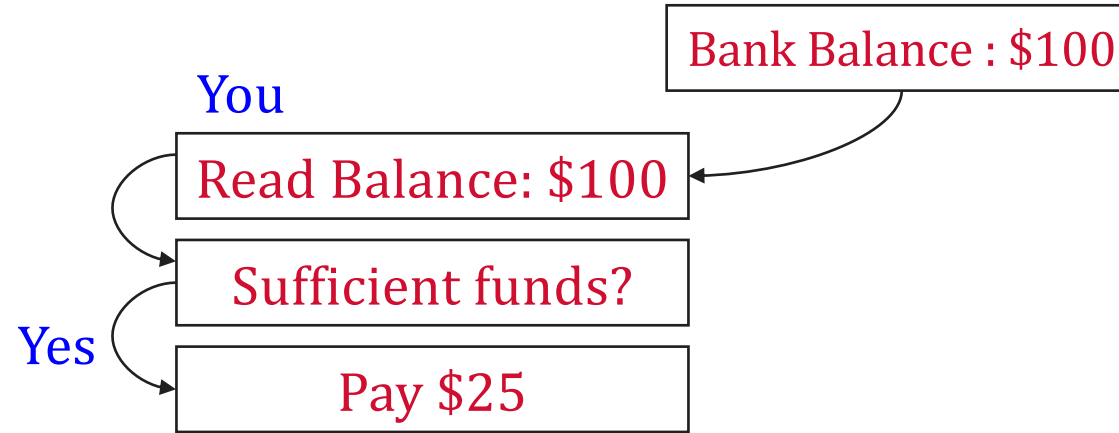 Bank Balance : $100
You
Read Balance: $100
Sufficient funds?
Yes
Pay $25